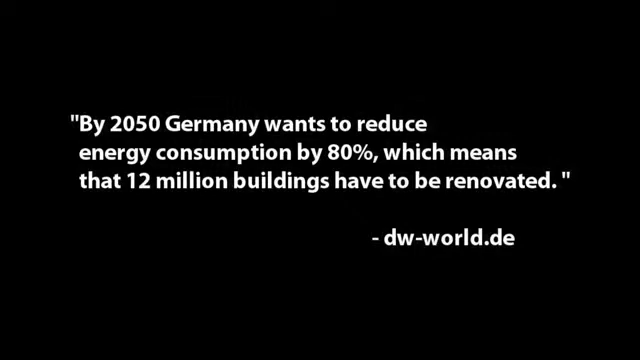 "By 2050 Germany wants to reduce
energy consumption by 80%, which means
that 12 million buildings have to be renovated. "
- dw-world.de